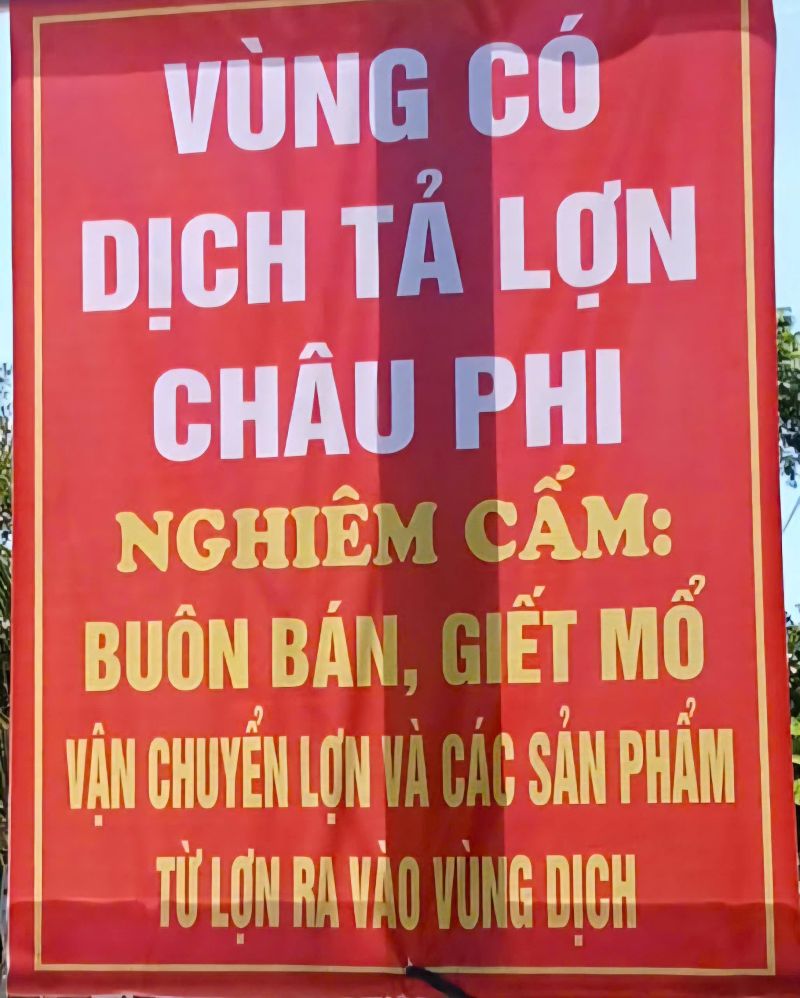 VÙNG CÓ
DỊCH TẢ LỢN
CHÂU PHI
NGHIÊM CẤM:
BUÔN BÁN, GIẾT MỔ
VẬN CHUYỂN LỢN VÀ CÁC SẢN PHẨM
TỪ LỢN RA VÀO VÙNG DỊCH